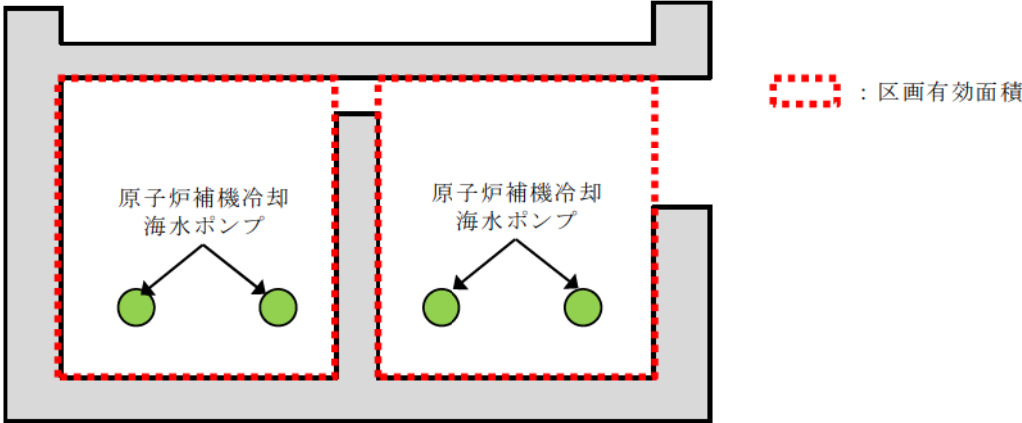 ：区画有効面積
原子炉補機冷却
海水ポンプ
原子炉補機冷却
海水ポンプ